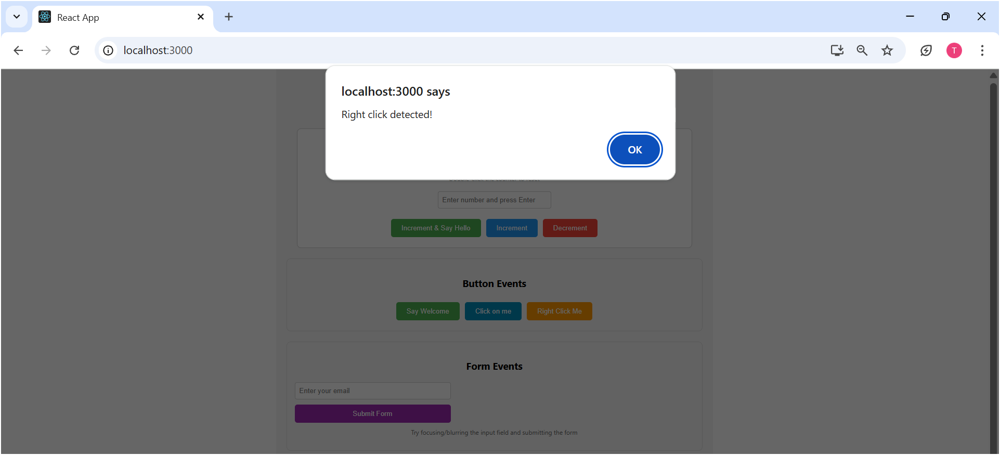 React App
localhost:3000
T
localhost:3000 says
Right click detected!
OK
Enter number and press Enter
Increment & Say Hello
Increment
Decrement
Button Events
Say Welcome
Click on me
Right Click Me
Form Events
Enter your email
Submit Form
Try focusing/blurring the input field and submitting the form